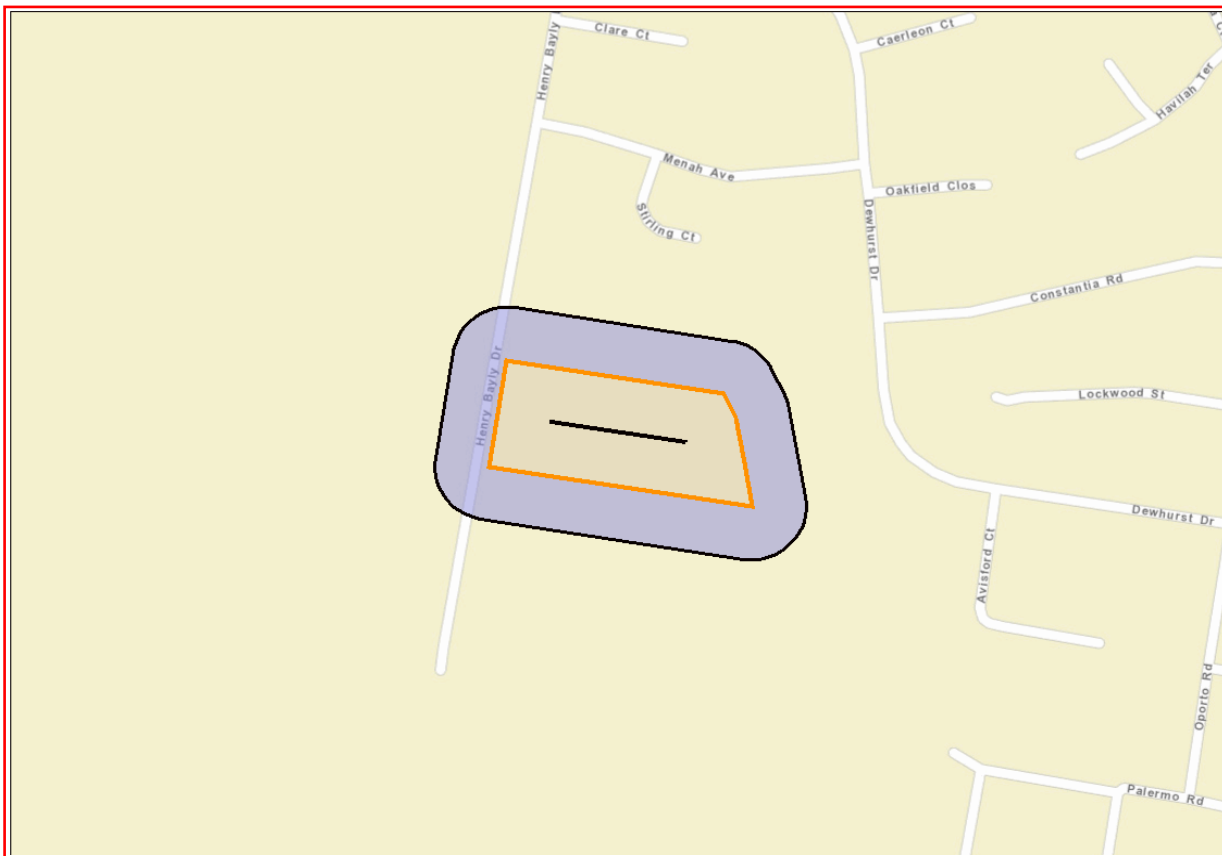 Clare Ct
Caerleon Ct
Henry Bayly
Havilah Ter
Menah Ave
Oakfield Clos
Stirling Ct
Dewhurst Dr
Constantia Rd
Henry Bayly Dr
Lockwood St
Dewhurst Dr
Avisford Ct
Oporto Rd
Palermo Rd